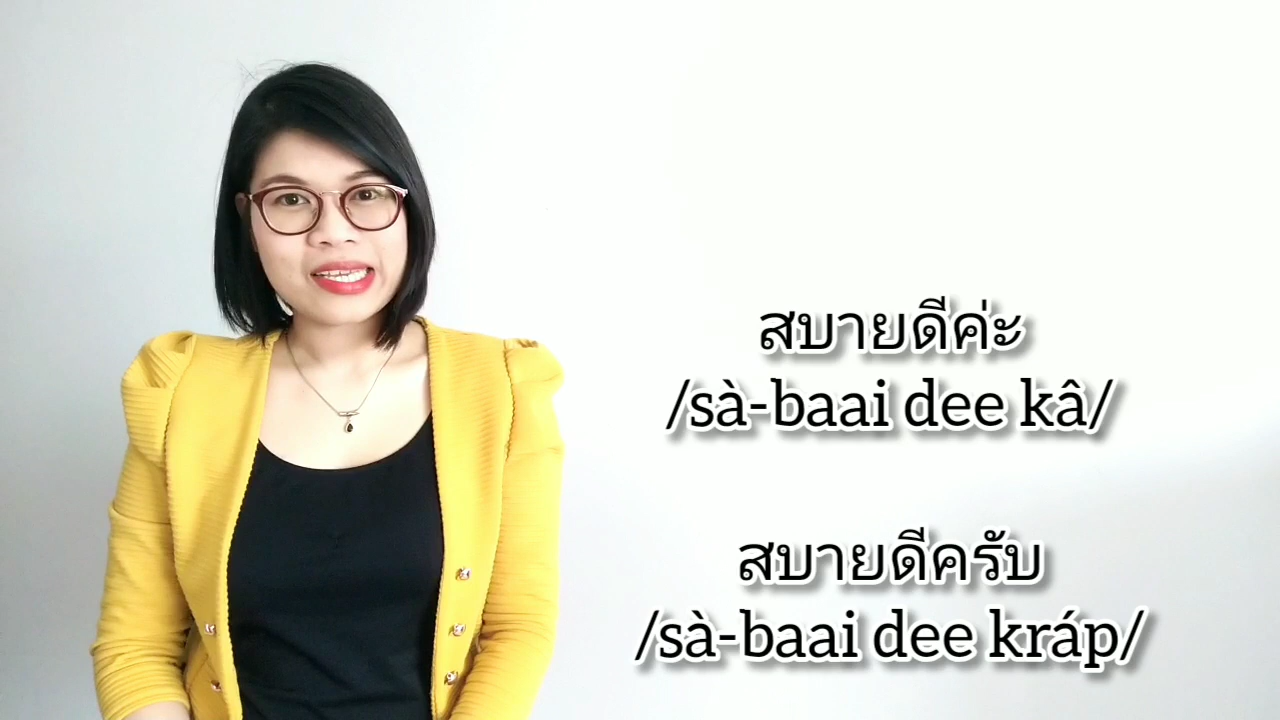 สบายดีค่ะ
/sà-baai dee kâ/
สบายดีครับ
/sà-baai dee kráp/